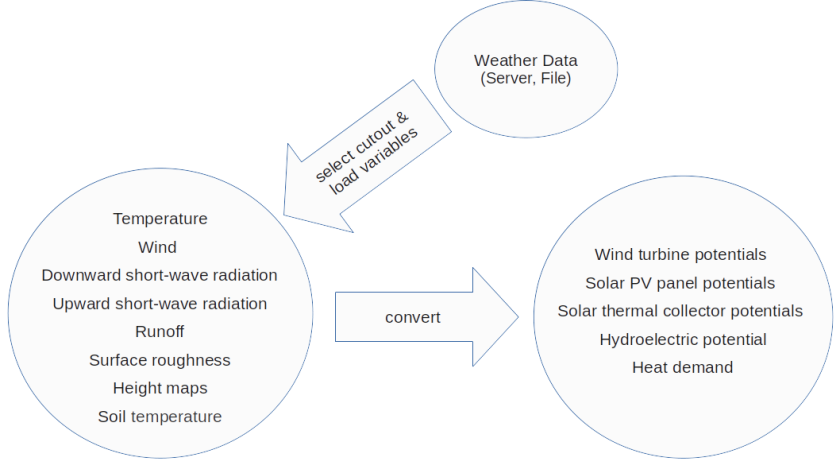 Weather Data
(Server, File)
select cutout &
load variables
Temperature
Wind
Downward short-wave radiation
Upward short-wave radiation
Runoff
Surface roughness
Height maps
Soil temperature
convert
Wind turbine potentials
Solar PV panel potentials
Solar thermal collector potentials
Hydroelectric potential
Heat demand